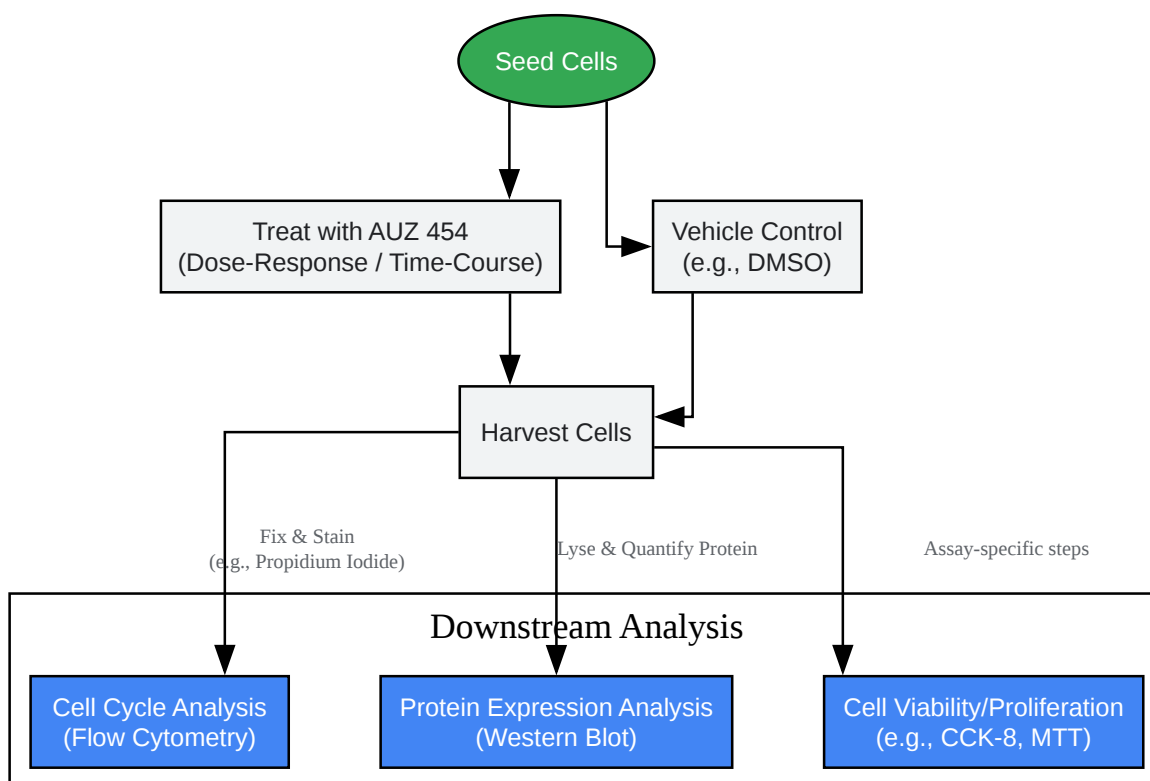 Seed Cells
Treat with AUZ 454
(Dose-Response / Time-Course)
Vehicle Control
(e.g., DMSO)
Harvest Cells
Fix & Stain
(e.g., Propidium Iodide)
Lyse & Quantify Protein
Assay-specific steps
Downstream Analysis
Cell Cycle Analysis
(Flow Cytometry)
Protein Expression Analysis
(Western Blot)
Cell Viability/Proliferation
(e.g., CCK-8, MTT)